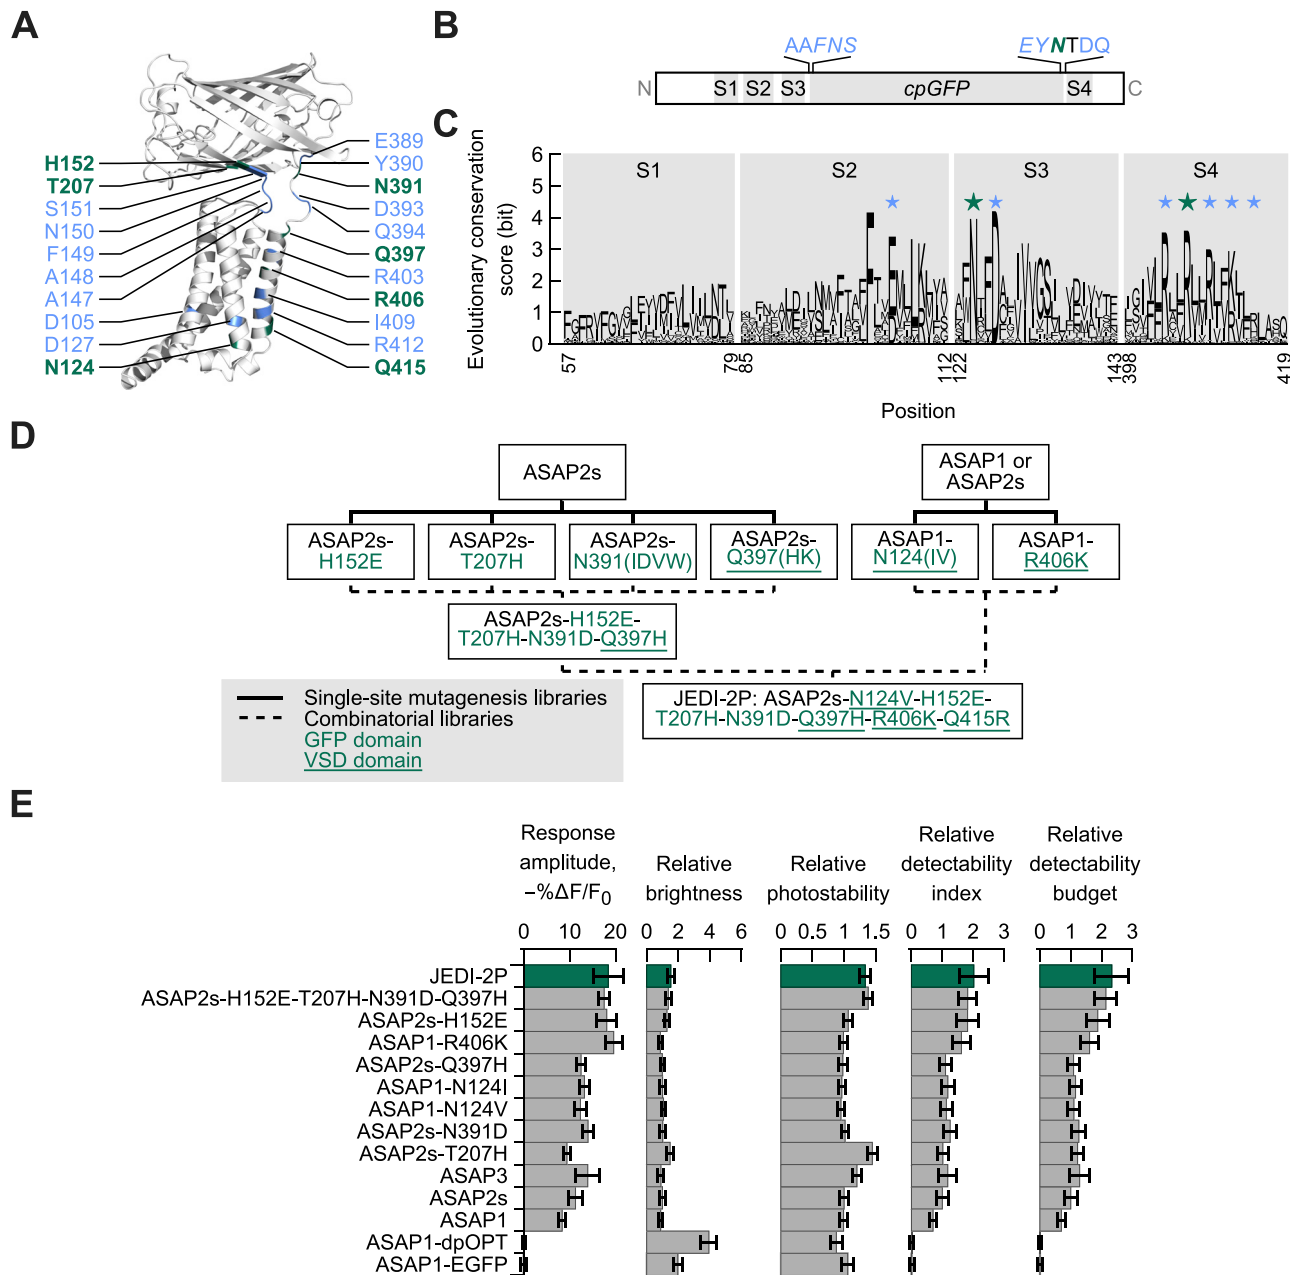 A
H152
T207
S151
N150
F149
A148
A147
D105
D127
N124
E389
Y390
N391
D393
Q394
Q397
R403
R406
I409
R412
Q415
B
AAFNS
EYNTDQ
N
S1
S2
S3
cpGFP
S4
C
C
Evolutionary conservation
score (bit)
6
5
4
3
2
1
0
S1
S2
S3
S4
57
79
85
112
122
143
398
419
Position
D
ASAP2s
ASAP1 or
ASAP2s
ASAP2s-
H152E
ASAP2s-
T207H
ASAP2s-
N391(IDVW)
ASAP2s-
Q397(HK)
ASAP1-
N124(IV)
ASAP1-
R406K
ASAP2s-H152E-
T207H-N391D-Q397H
JEDI-2P: ASAP2s-N124V-H152E-
T207H-N391D-Q397H-R406K-Q415R
Single-site mutagenesis libraries
Combinatorial libraries
GFP domain
VSD domain
E
Response
amplitude,
−%ΔF/F0
Relative
brightness
Relative
photostability
Relative
detectability
index
Relative
detectability
budget
0 10 20
0 2 4 6
0 0.5 1 1.5
0 1 2 3
0 1 2 3
JEDI-2P
ASAP2s-H152E-T207H-N391D-Q397H
ASAP2s-H152E
ASAP1-R406K
ASAP2s-Q397H
ASAP1-N124I
ASAP1-N124V
ASAP2s-N391D
ASAP2s-T207H
ASAP3
ASAP2s
ASAP1
ASAP1-dpOPT
ASAP1-EGFP